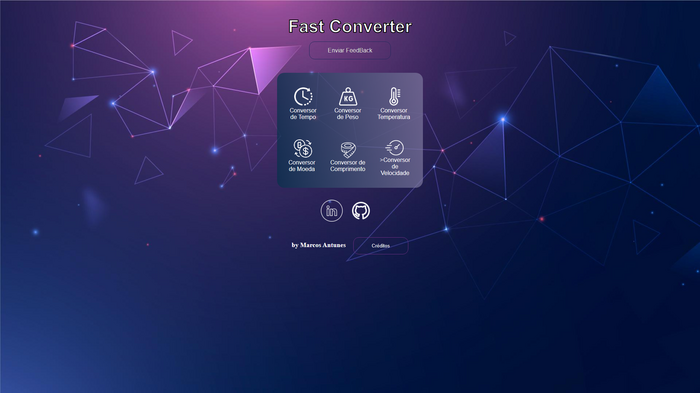 Fast Converter
Enviar FeedBack
Conversor
de Tempo
KG
Conversor
de Peso
Conversor
Temperatura
$
Conversor
de Moeda
Conversor de
Comprimento
=Conversor
de
Velocidade
in
by Marcos Antunes
Créditos